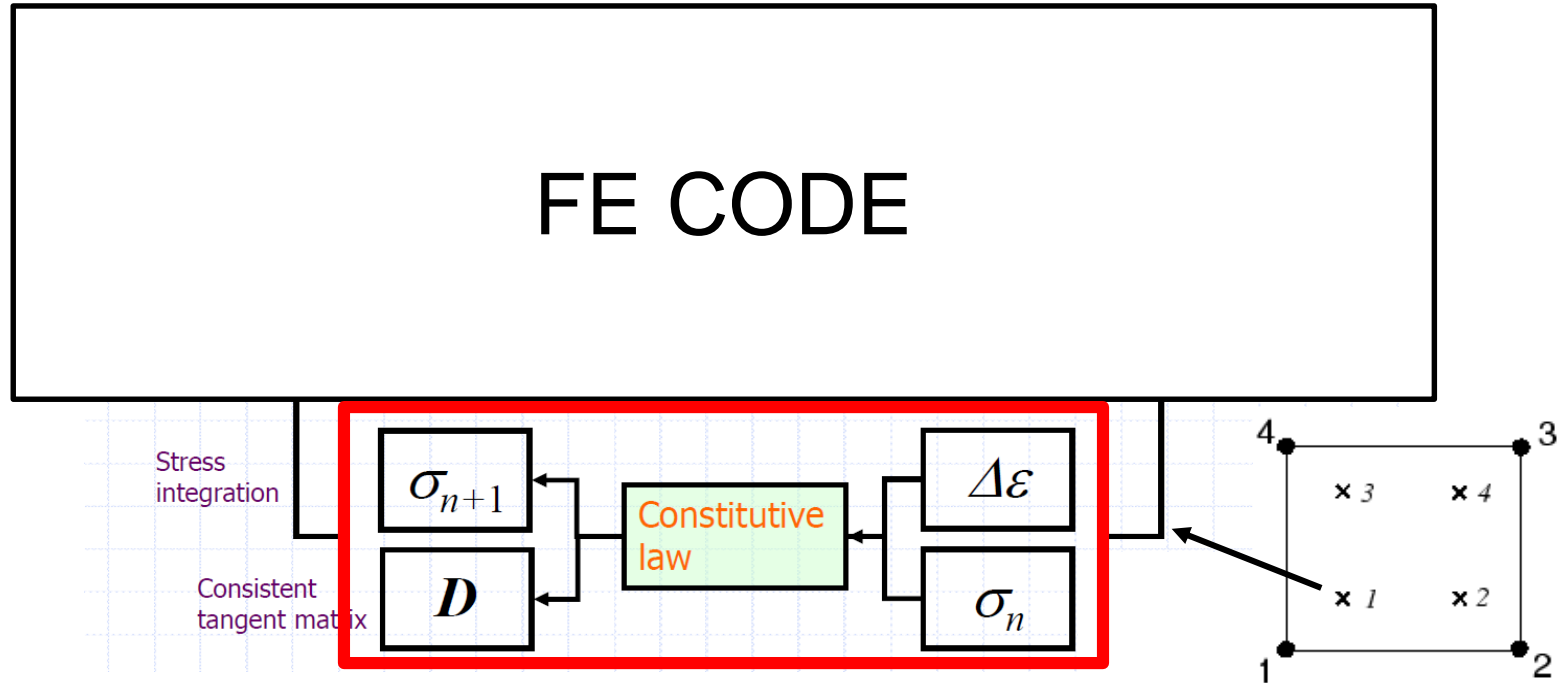 FE CODE
Stress
integration
σn+1
Δε
Constitutive
law
Consistent
tangent matrix
D
σn
4
3
× 3
× 4
× 1
× 2
1
2